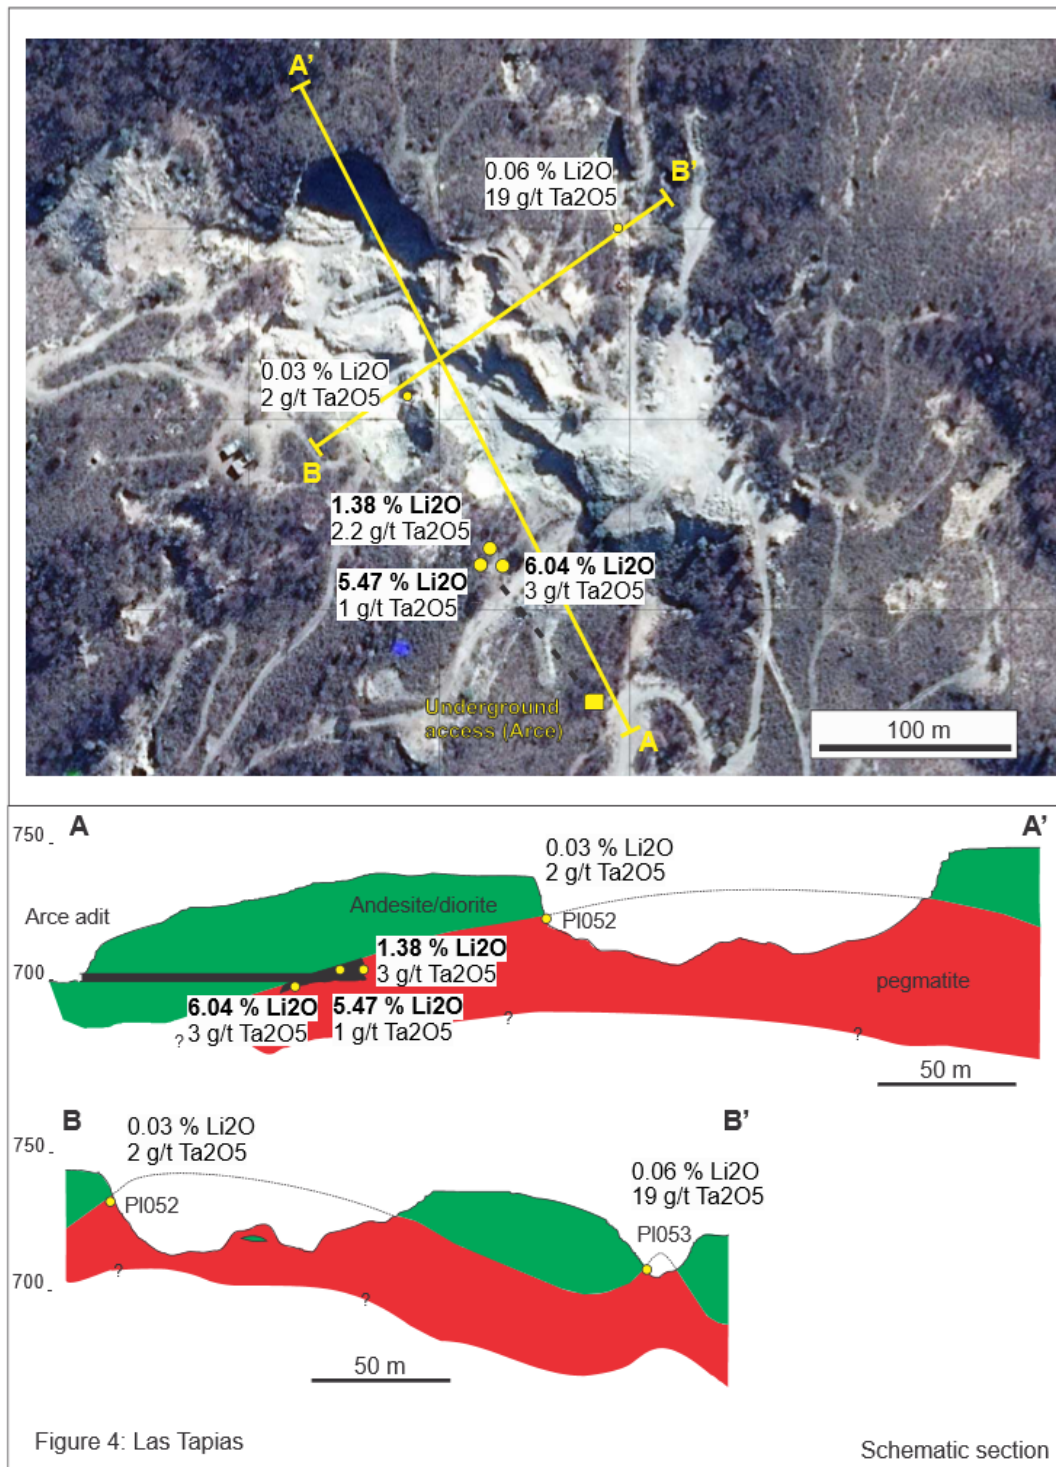 A'
0.06 % Li2O
19 g/t Ta2O5
B'
0.03 % Li2O
2 g/t Ta2O5
B
1.38 % Li2O
2.2 g/t Ta2O5
6.04 % Li2O
3 g/t Ta2O5
5.47 % Li2O
1 g/t Ta2O5
Underground
access (Arce)
A
100 m
750
A
A'
0.03 % Li2O
2 g/t Ta2O5
Arce adit
Andesite/diorite
PI052
1.38 % Li2O
3 g/t Ta2O5
700
pegmatite
6.04 % Li2O
3 g/t Ta2O5
5.47 % Li2O
1 g/t Ta2O5
?
?
?
50 m
B
B'
750
0.03 % Li2O
2 g/t Ta2O5
0.06 % Li2O
19 g/t Ta2O5
PI052
PI053
700
?
?
50 m
Figure 4: Las Tapias
Schematic section